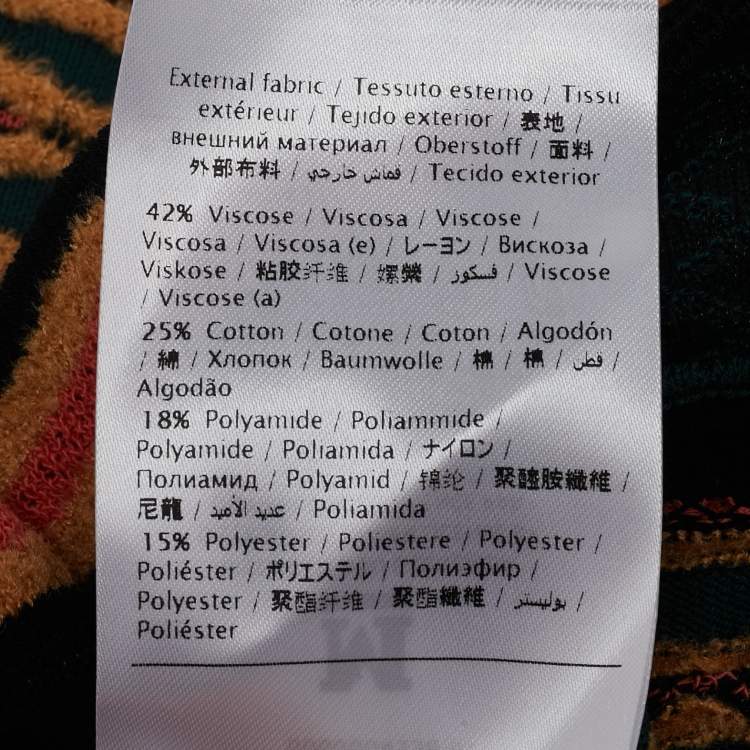 External fabric / Tessuto esterno / Tissu
extérieur / Tejido exterior / 表地 /
внешний материал / Oberstoff / 面料 /
外部布料 / قماش خارجي / Tecido exterior
42% Viscose / Viscosa / Viscose /
Viscosa / Viscosa (e) / レーヨン / Вискоза /
Viskose / 粘胶纤维 / 嫘縈 / فسكوز / Viscose
/ Viscose (a)
25% Cotton / Cotone / Coton / Algodón
/ 綿 / Хлопок / Baumwolle / 棉 / 棉 / قطن /
Algodão
18% Polyamide / Poliammide /
Polyamide / Poliamida / ナイロン /
Полиамид / Polyamid / 锦纶 / 聚醯胺纖維 /
尼龍 / عديد الأميد / Poliamida
15% Polyester / Poliestere / Polyester /
Poliéster / ポリエステル / Полиэфир /
Polyester / 聚酯纤维 / 聚酯纖維 / بوليستر /
Poliéster